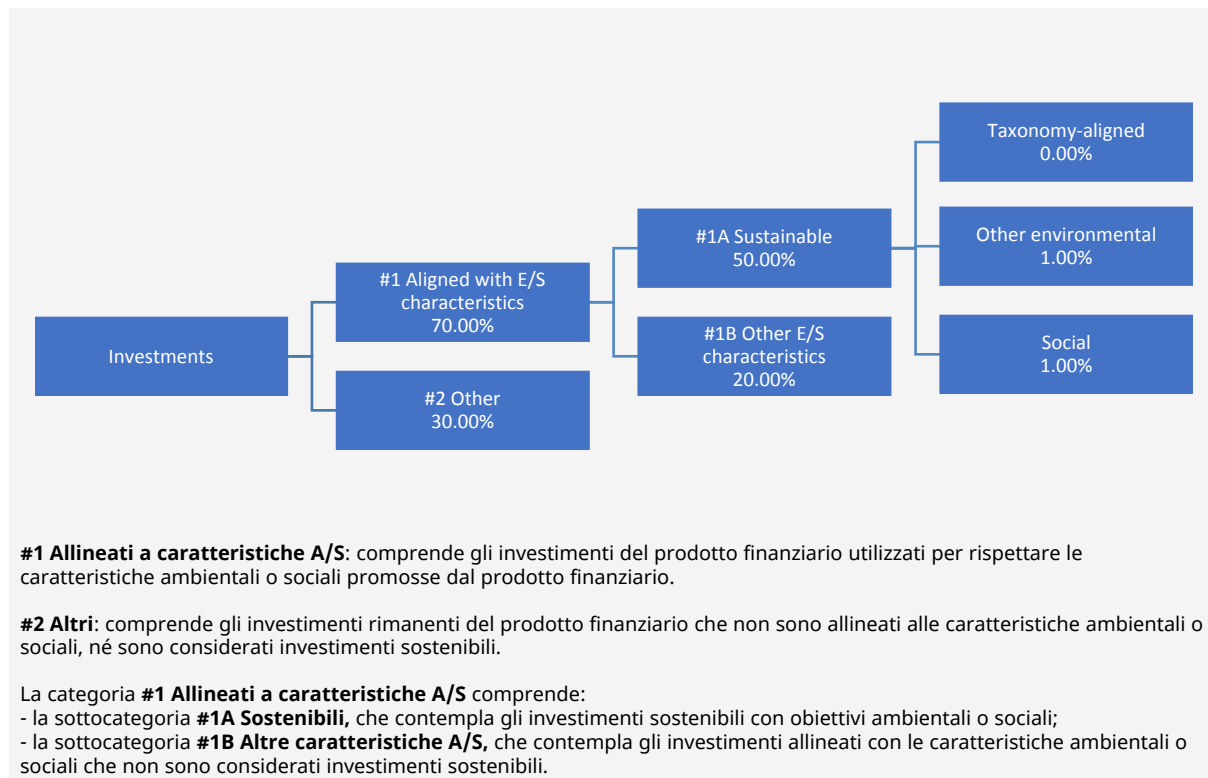 Investments
#1 Aligned with E/S
characteristics
70.00%
#2 Other
30.00%
#1A Sustainable
50.00%
#1B Other E/S
characteristics
20.00%
Taxonomy-aligned
0.00%
Other environmental
1.00%
Social
1.00%
#1 Allineati a caratteristiche A/S: comprende gli investimenti del prodotto finanziario utilizzati per rispettare le
caratteristiche ambientali o sociali promosse dal prodotto finanziario.
#2 Altri: comprende gli investimenti rimanenti del prodotto finanziario che non sono allineati alle caratteristiche ambientali o
sociali, né sono considerati investimenti sostenibili.
La categoria #1 Allineati a caratteristiche A/S comprende:
- la sottocategoria #1A Sostenibili, che contempla gli investimenti sostenibili con obiettivi ambientali o sociali;
- la sottocategoria #1B Altre caratteristiche A/S, che contempla gli investimenti allineati con le caratteristiche ambientali o
sociali che non sono considerati investimenti sostenibili.